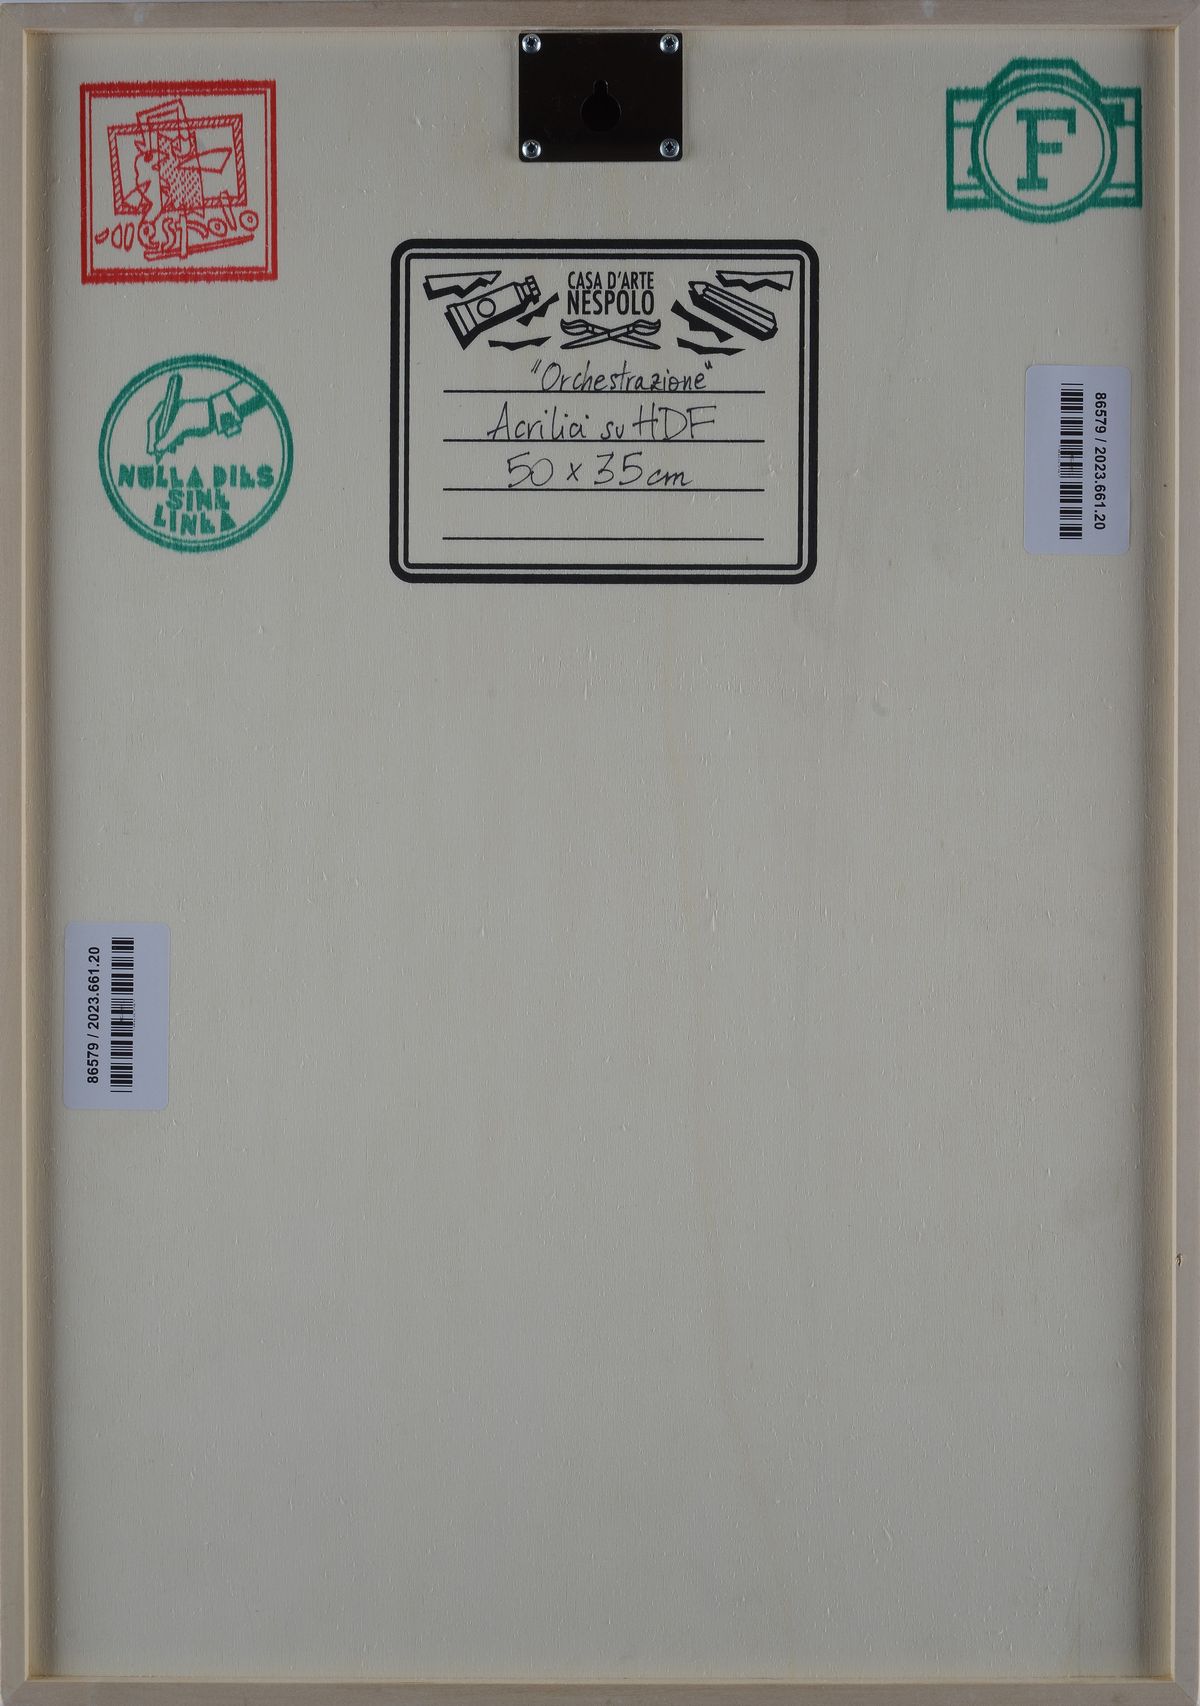 nespolo
F
CASA D'ARTE
NESPOLO
"Orchestrazione"
Acrilici su HDF
50 x 35 cm
NULLA DIES
SINE
LINEA
86579 / 2023.661.20
86579 / 2023.661.20